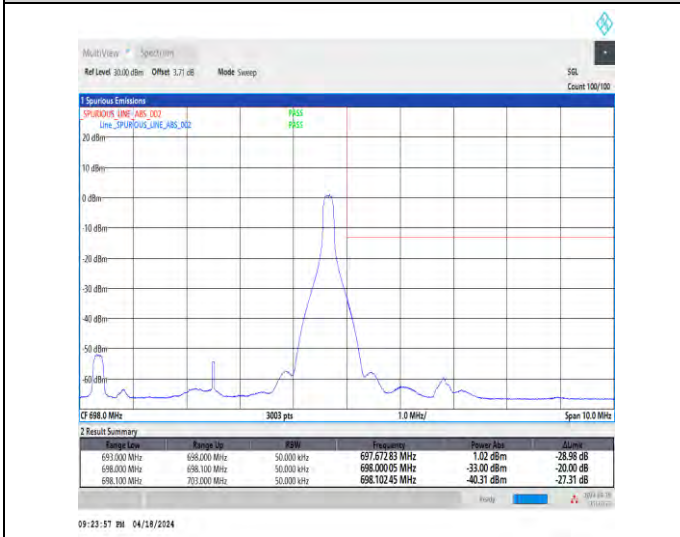 MultiView Spectrum
Ref Level 30.00 dBm Offset 3.71 dB Mode Sweep SGL
Count 100/100
1 Spurious Emissions
_SPURIOUS_LINE_ABS_002 PASS
Line _SPURIOUS_LINE_ABS_002 PASS
20 dBm
10 dBm
0 dBm
-10 dBm
-20 dBm
-30 dBm
-40 dBm
-50 dBm
-60 dBm
CF 698.0 MHz 3003 pts 1.0 MHz/ Span 10.0 MHz
2 Result Summary
Range Low Range Up RBW Frequency Power Abs ΔLimit
693.000 MHz 698.000 MHz 50.000 kHz 697.67283 MHz 1.02 dBm -28.98 dB
698.000 MHz 698.100 MHz 50.000 kHz 698.00005 MHz -33.00 dBm -20.00 dB
698.100 MHz 703.000 MHz 50.000 kHz 698.10245 MHz -40.31 dBm -27.31 dB
Ready
09:23:57 PM 04/18/2024